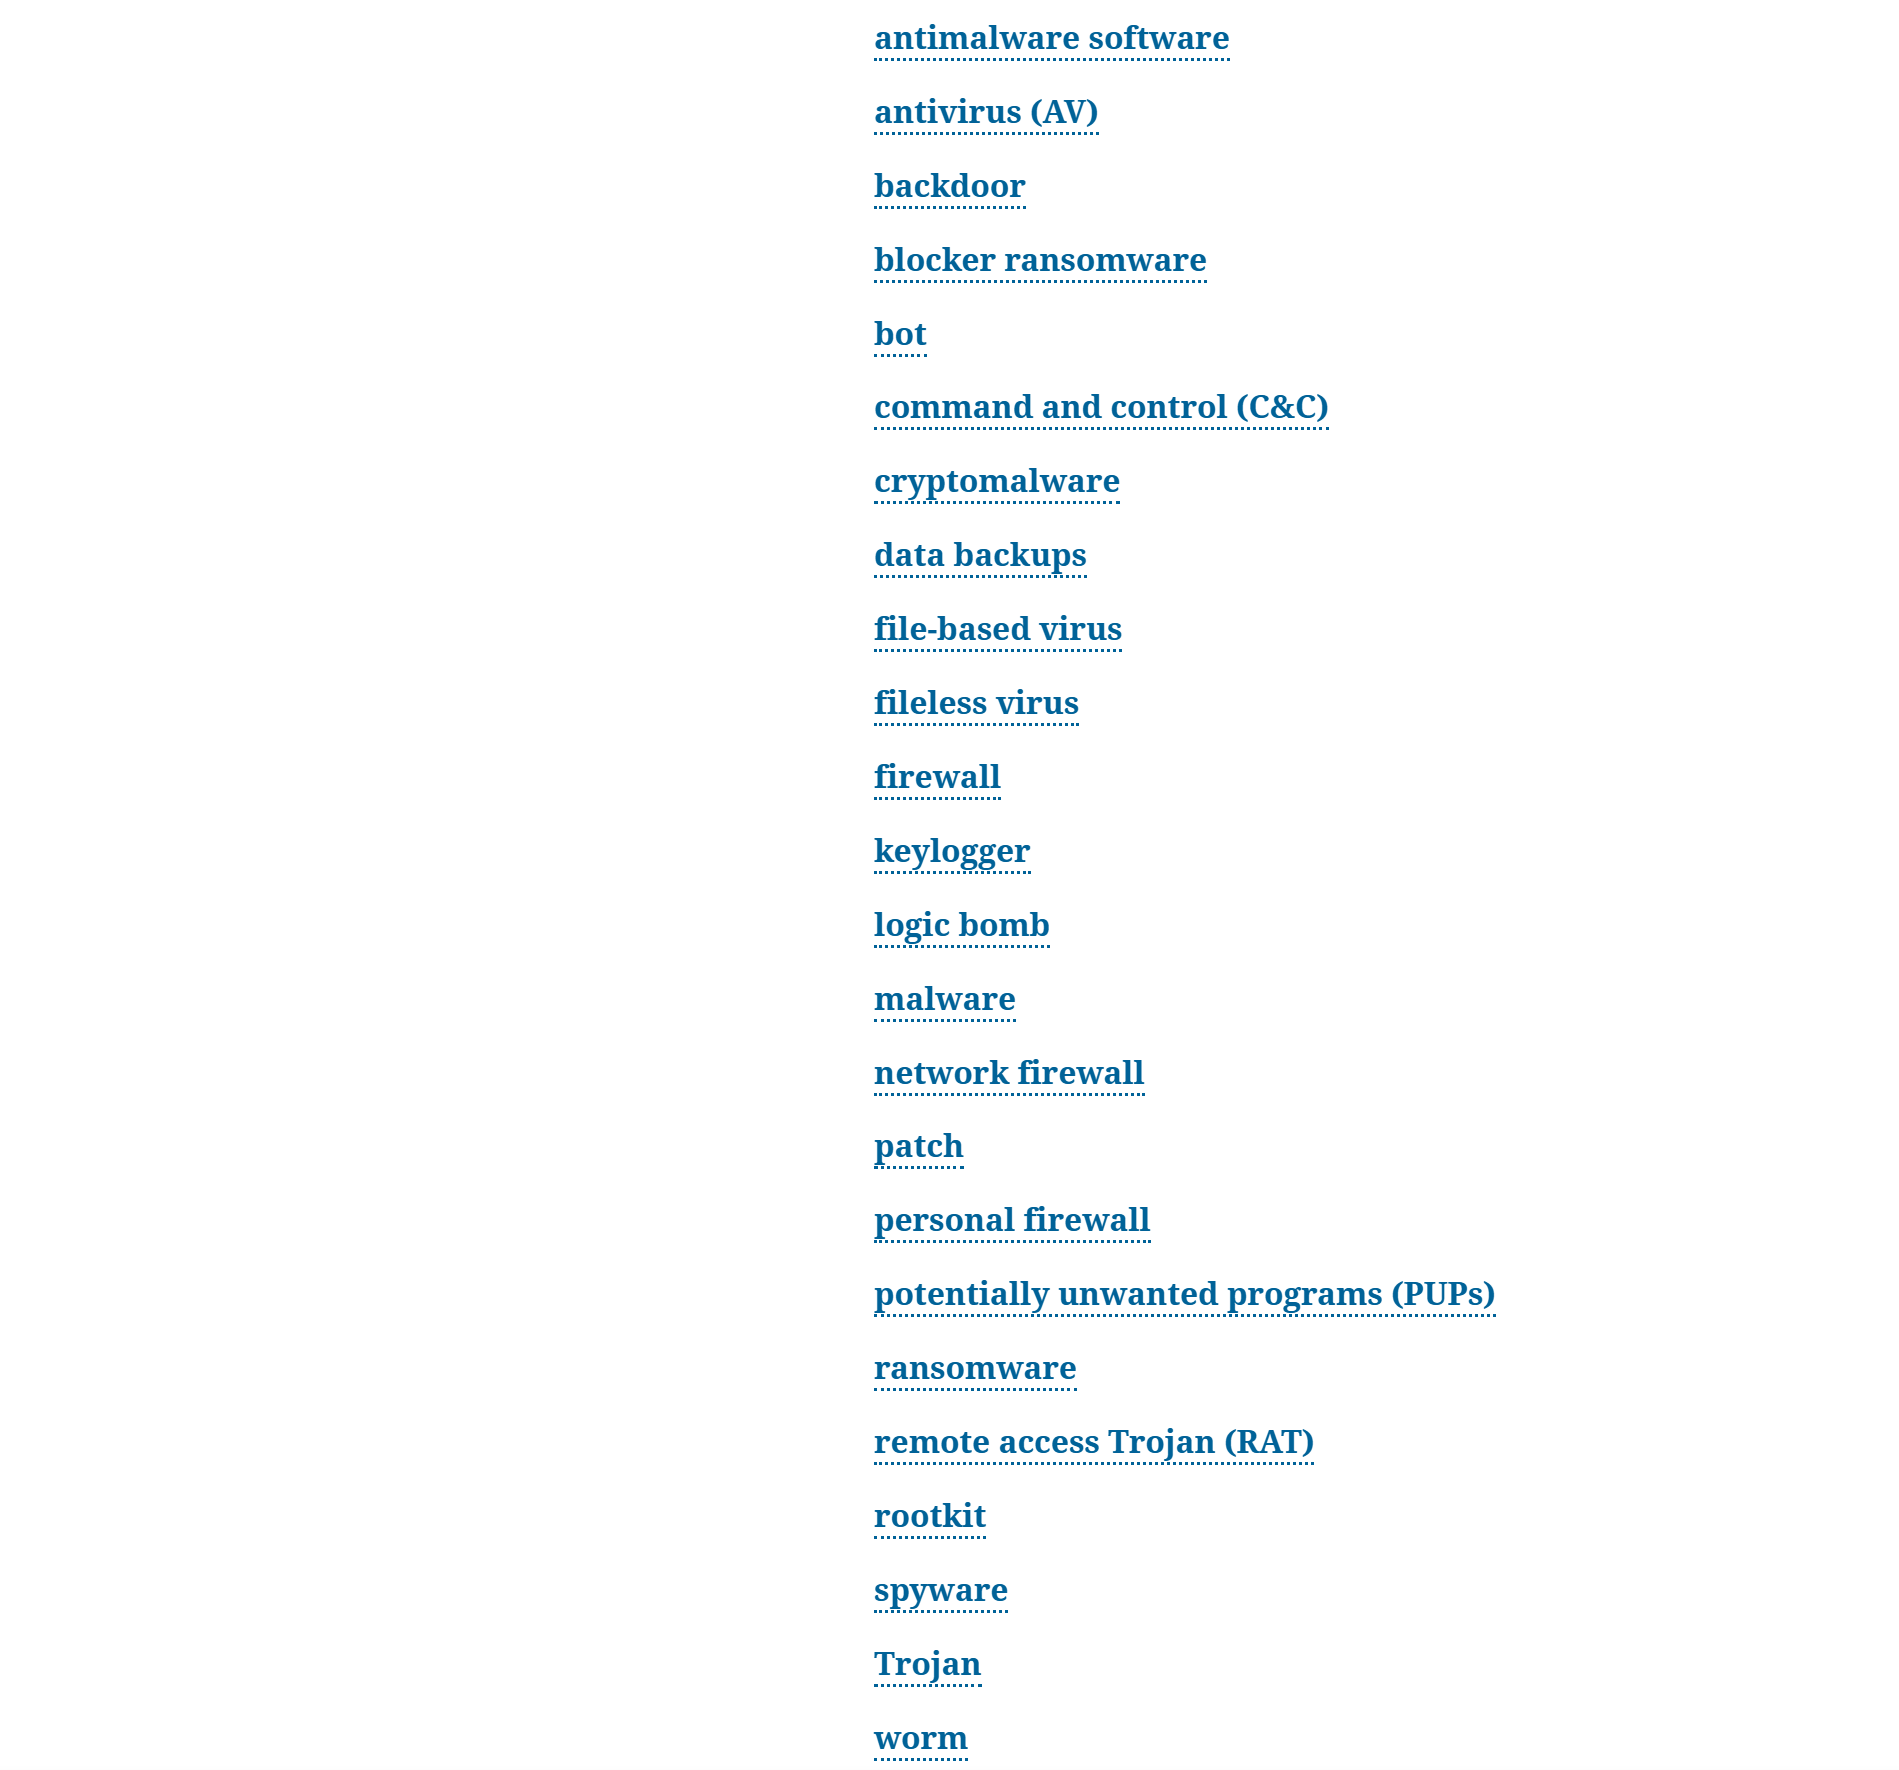 antimalware software
antivirus (AV)
backdoor
blocker ransomware
bot
command and control (C&C)
cryptomalware
data backups
file-based virus
fileless virus
firewall
keylogger
logic bomb
malware
network firewall
patch
personal firewall
potentially unwanted programs (PUPs)
ransomware
remote access Trojan (RAT)
rootkit
spyware
Trojan
worm